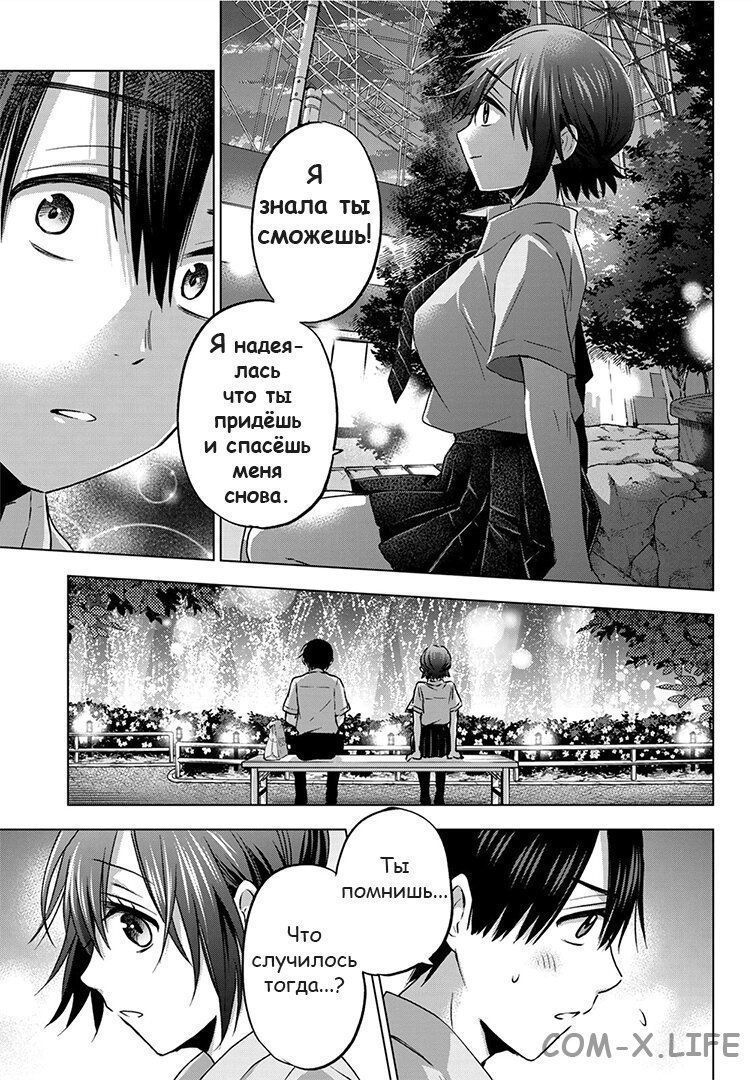 Я
знала ты
сможешь!
Я надея-
лась
что ты
придёшь
и спасёшь
меня
снова.
Ты
помнишь...
Что
случилось
тогда...?
COM-X.LIFE